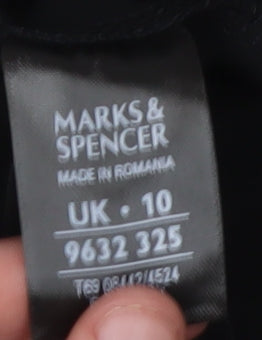 MARKS &
SPENCER
MADE IN ROMANIA
UK • 10
9632 325